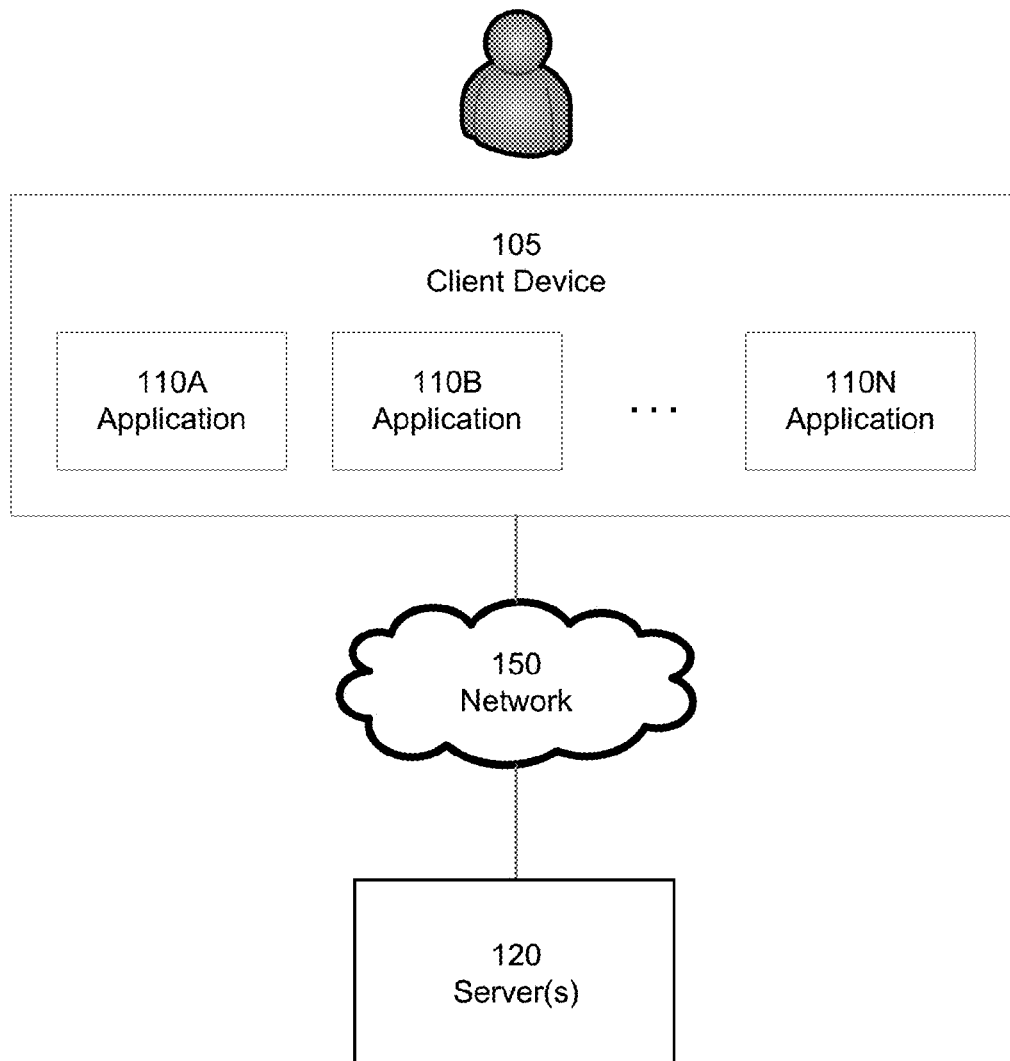 105
Client Device
110A
Application
110B
Application
. . .
110N
Application
150
Network
120
Server(s)